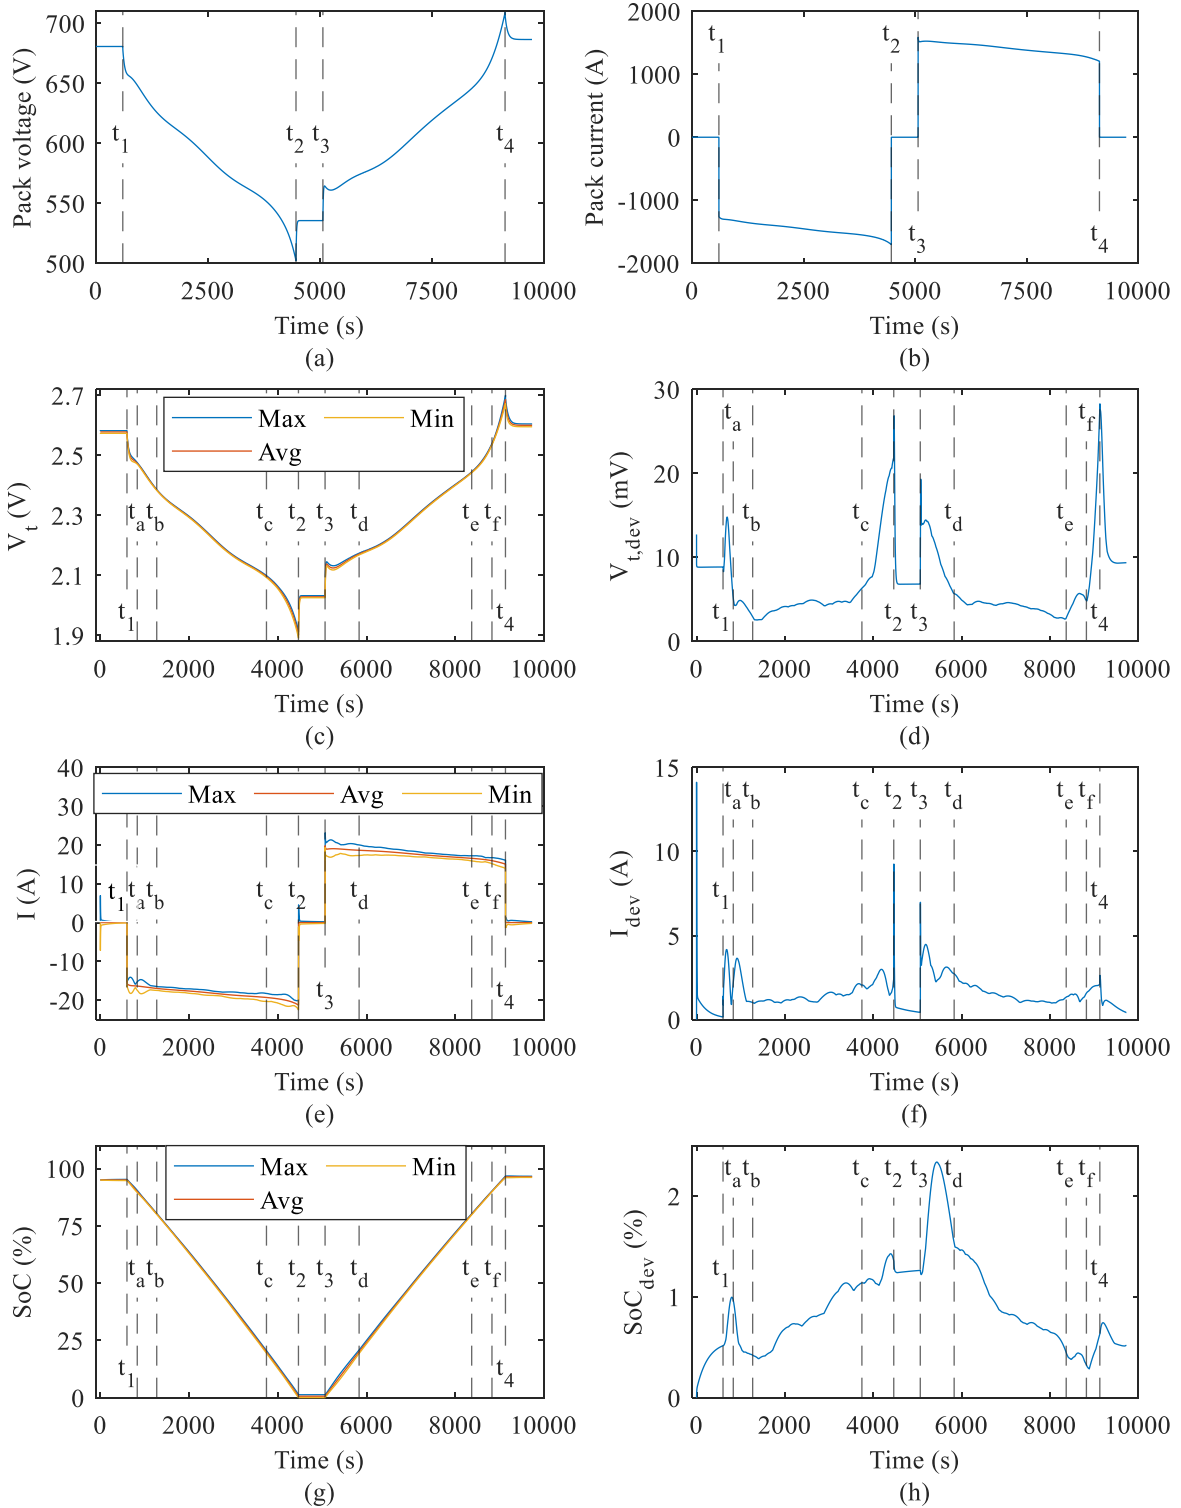 Pack voltage (V)
700
650
600
550
500
t1
t2
t3
t4
0
2500
5000
7500
10000
Time (s)
(a)
Pack current (A)
2000
1000
0
-1000
-2000
t1
t2
t3
t4
0
2500
5000
7500
10000
Time (s)
(b)
Vt (V)
2.7
2.5
2.3
2.1
1.9
Max
Min
Avg
ta
tb
tc
t2
t3
td
te
tf
t1
t4
0
2000
4000
6000
8000
10000
Time (s)
(c)
Vt,dev (mV)
30
20
10
0
ta
tf
tb
tc
td
te
t1
t2
t3
t4
0
2000
4000
6000
8000
10000
Time (s)
(d)
I (A)
40
30
20
10
0
-10
-20
Max
Avg
Min
t1
ta
tb
tc
t2
td
te
tf
t3
t4
0
2000
4000
6000
8000
10000
Time (s)
(e)
Idev (A)
15
10
5
0
ta
tb
tc
t2
t3
td
te
tf
t1
t4
0
2000
4000
6000
8000
10000
Time (s)
(f)
SoC (%)
100
75
50
25
0
Max
Min
Avg
ta
tb
tc
t2
t3
td
te
tf
t1
t4
0
2000
4000
6000
8000
10000
Time (s)
(g)
SoCdev (%)
2
1
0
ta
tb
tc
t2
t3
td
te
tf
t1
t4
0
2000
4000
6000
8000
10000
Time (s)
(h)